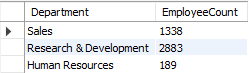 Department EmployeeCount
Sales 1338
Research & Development 2883
Human Resources 189